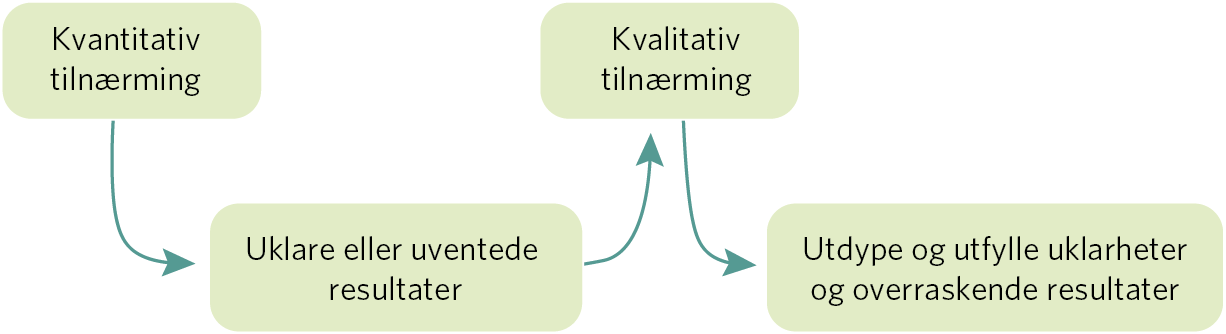 Kvantitativ
tilnærming
Uklare eller uventede
resultater
Kvalitativ
tilnærming
Utdype og utfylle uklarheter
og overraskende resultater